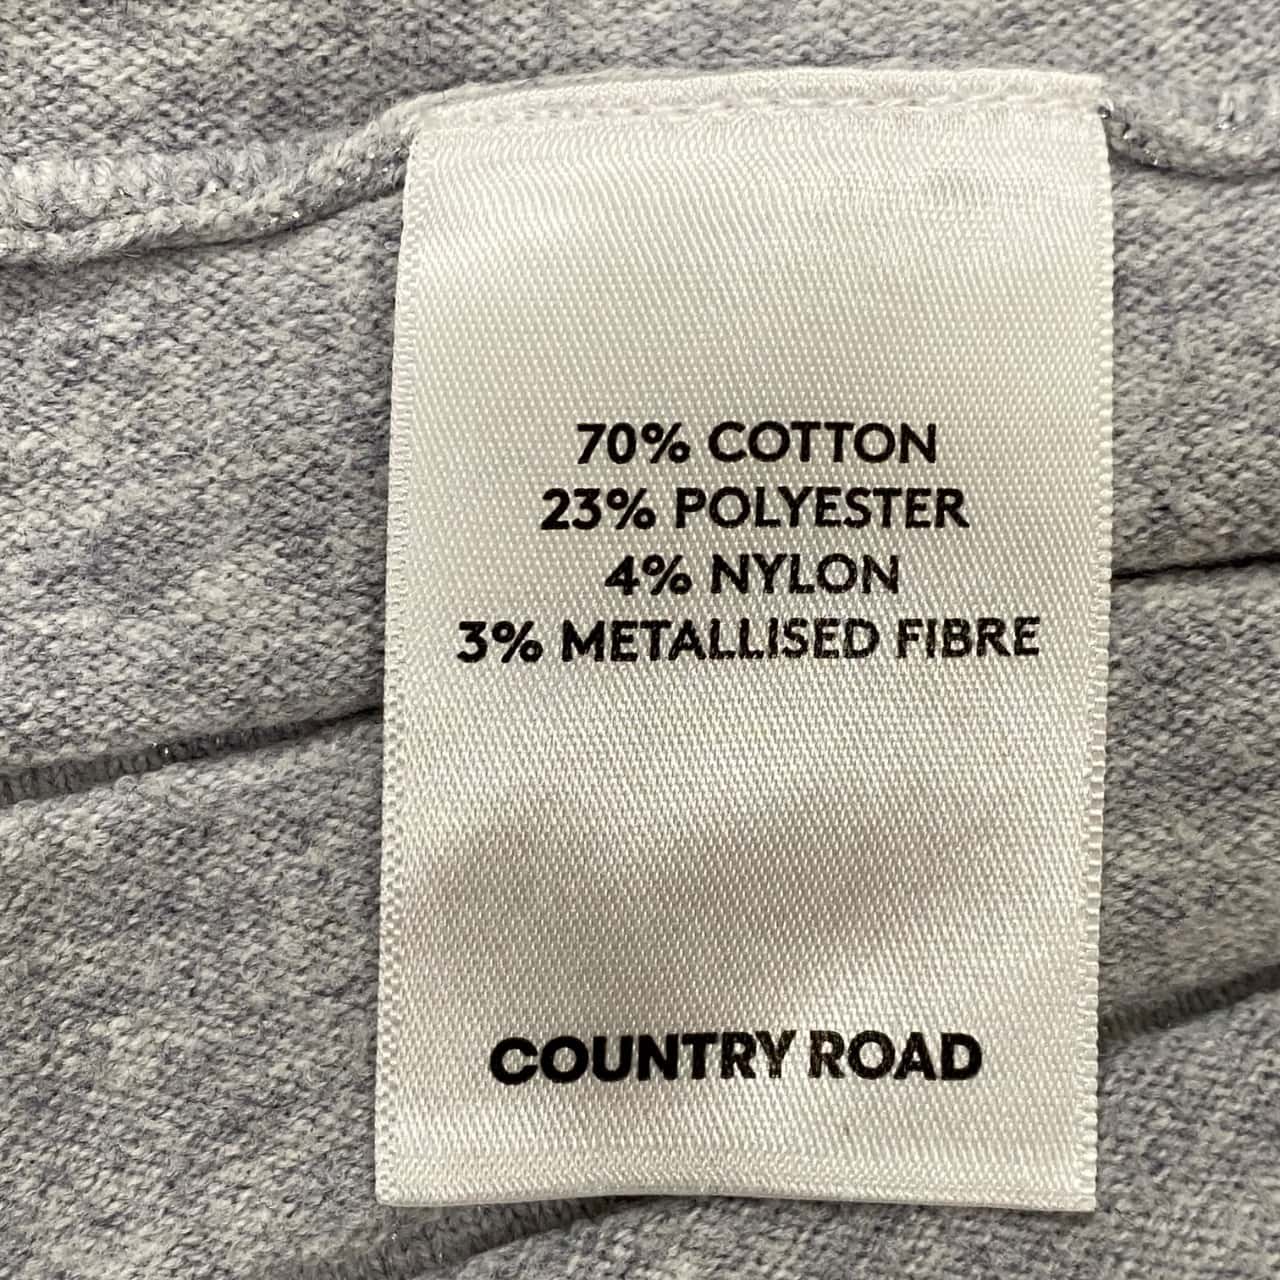 70% COTTON
23% POLYESTER
4% NYLON
3% METALLISED FIBRE
COUNTRY ROAD